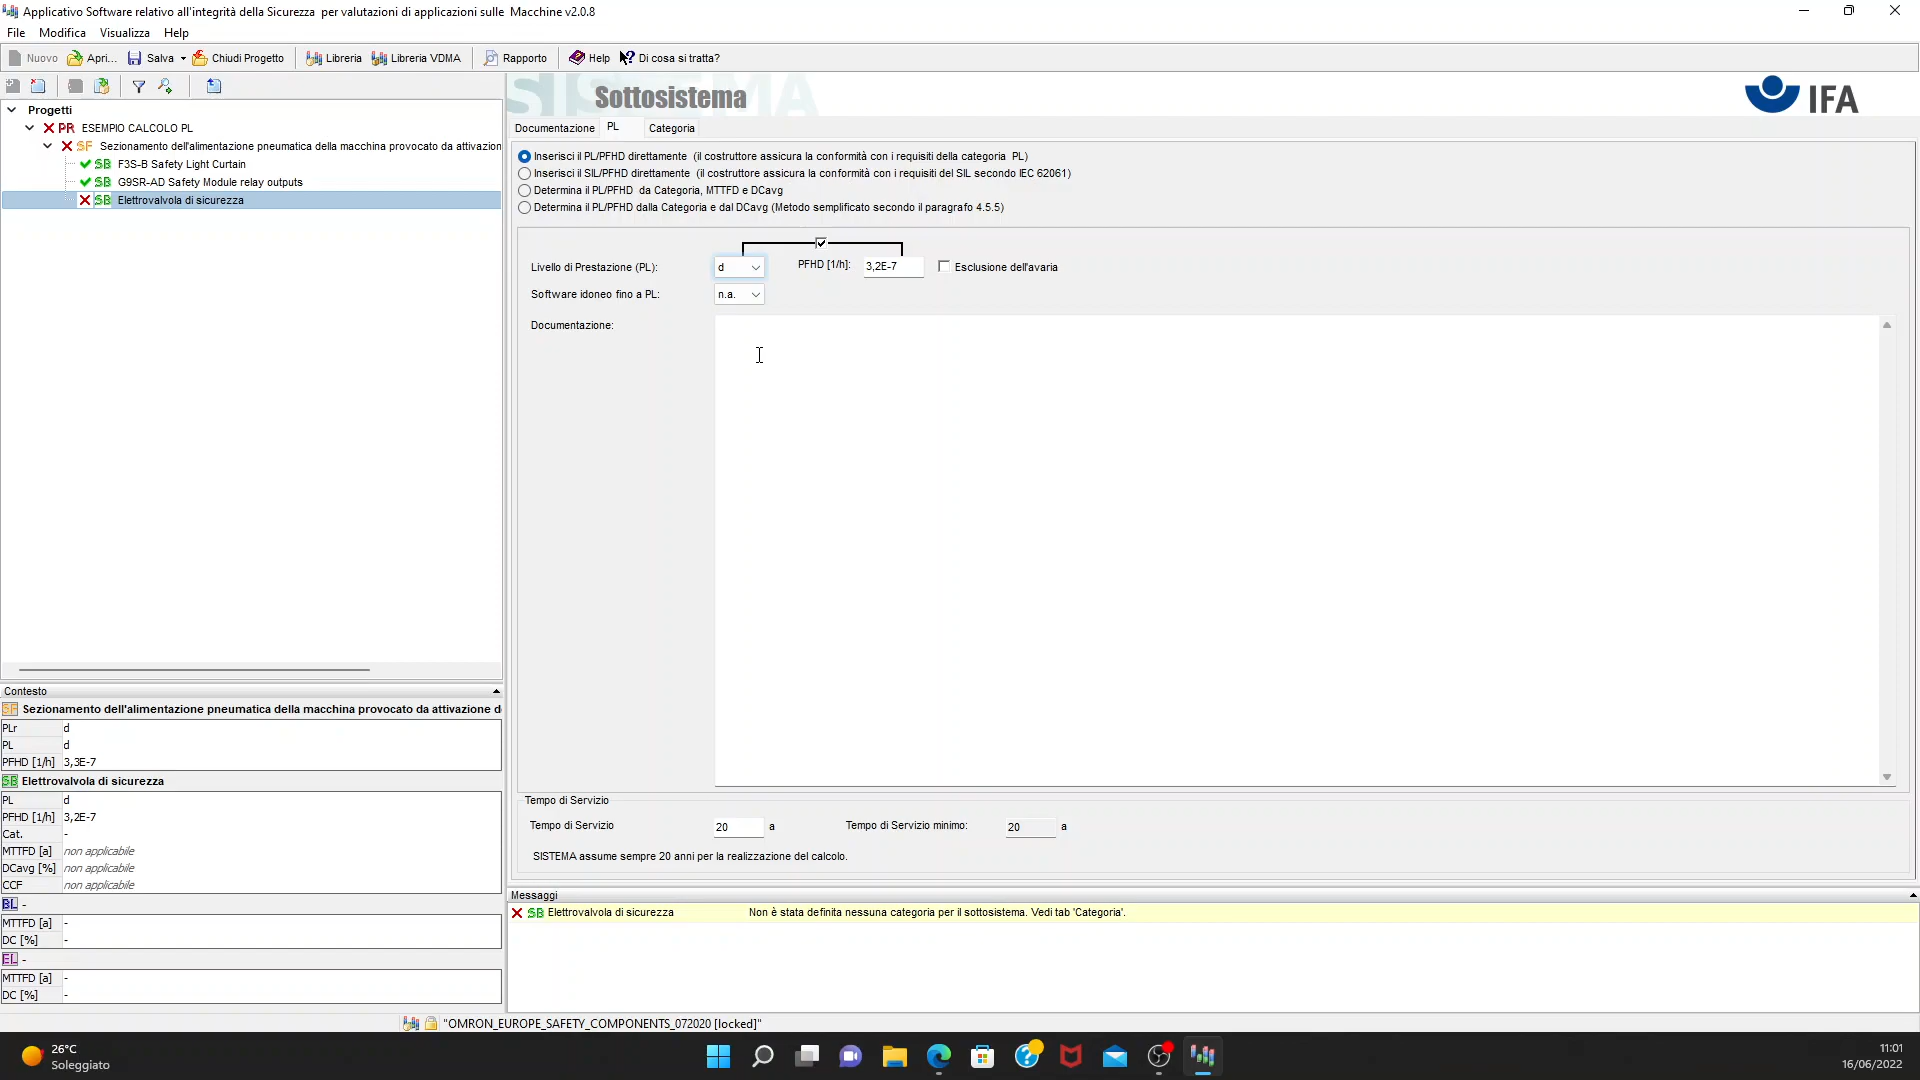 Applicativo Software relativo all'integrità della Sicurezza per valutazioni di applicazioni sulle Macchine v2.0.8
File Modifica Visualizza Help
Nuovo Apri... Salva Chiudi Progetto Libreria Libreria VDMA Rapporto Help Di cosa si tratta?
SISTEMA
Sottosistema
IFA
Progetti
PR ESEMPIO CALCOLO PL
SF Sezionamento dell'alimentazione pneumatica della macchina provocato da attivazion
SB F3S-B Safety Light Curtain
SB G9SR-AD Safety Module relay outputs
SB Elettrovalvola di sicurezza
Documentazione PL Categoria
Inserisci il PL/PFHD direttamente (il costruttore assicura la conformità con i requisiti della categoria PL)
Inserisci il SIL/PFHD direttamente (il costruttore assicura la conformità con i requisiti del SIL secondo IEC 62061)
Determina il PL/PFHD da Categoria, MTTFD e DCavg
Determina il PL/PFHD dalla Categoria e dal DCavg (Metodo semplificato secondo il paragrafo 4.5.5)
Livello di Prestazione (PL): d PFHD [1/h]: 3,2E-7 Esclusione dell'avaria
Software idoneo fino a PL: n.a.
Documentazione:
Tempo di Servizio
Tempo di Servizio 20 a Tempo di Servizio minimo: 20 a
SISTEMA assume sempre 20 anni per la realizzazione del calcolo.
Contesto
SF Sezionamento dell'alimentazione pneumatica della macchina provocato da attivazione d
PLr d
PL d
PFHD [1/h] 3,3E-7
SB Elettrovalvola di sicurezza
PL d
PFHD [1/h] 3,2E-7
Cat. -
MTTFD [a] non applicabile
DCavg [%] non applicabile
CCF non applicabile
BL -
MTTFD [a] -
DC [%] -
EL -
MTTFD [a] -
DC [%] -
Messaggi
SB Elettrovalvola di sicurezza Non è stata definita nessuna categoria per il sottosistema. Vedi tab 'Categoria'.
"OMRON_EUROPE_SAFETY_COMPONENTS_072020 [locked]"
26°C
Soleggiato
11:01
16/06/2022